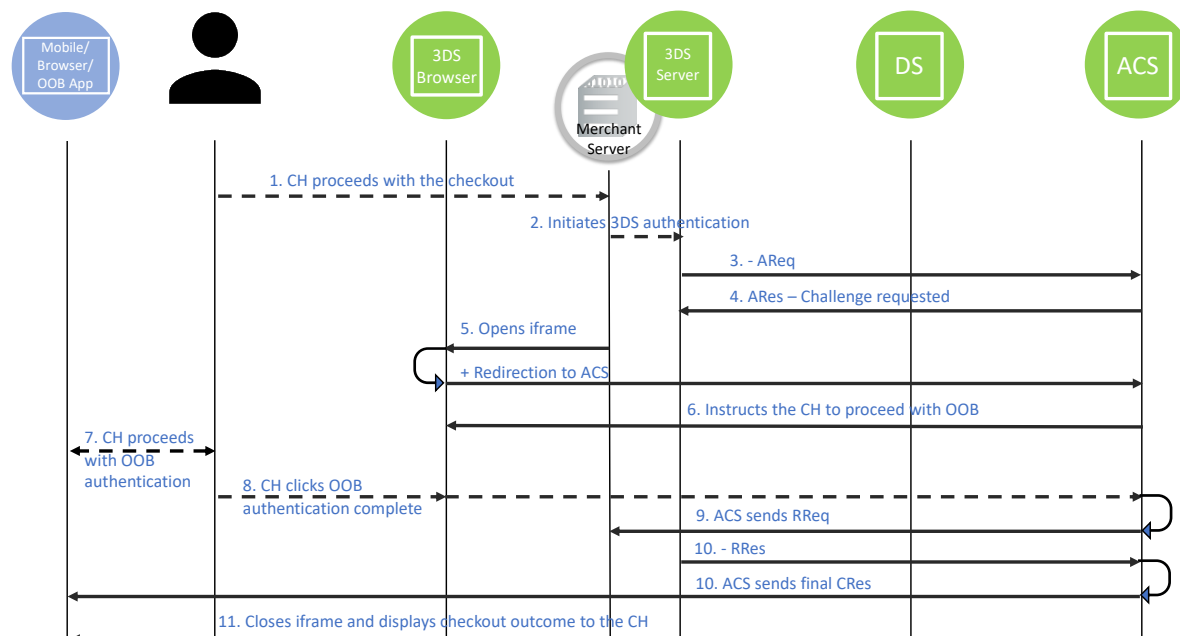 Mobile/
Browser/
OOB App
3DS
Browser
01010
Merchant
Server
3DS
Server
DS
ACS
1. CH proceeds with the checkout
2. Initiates 3DS authentication
3. - AReq
4. ARes – Challenge requested
5. Opens iframe
+ Redirection to ACS
6. Instructs the CH to proceed with OOB
7. CH proceeds
with OOB
authentication
8. CH clicks OOB
authentication complete
9. ACS sends RReq
10. - RRes
10. ACS sends final CRes
11. Closes iframe and displays checkout outcome to the CH